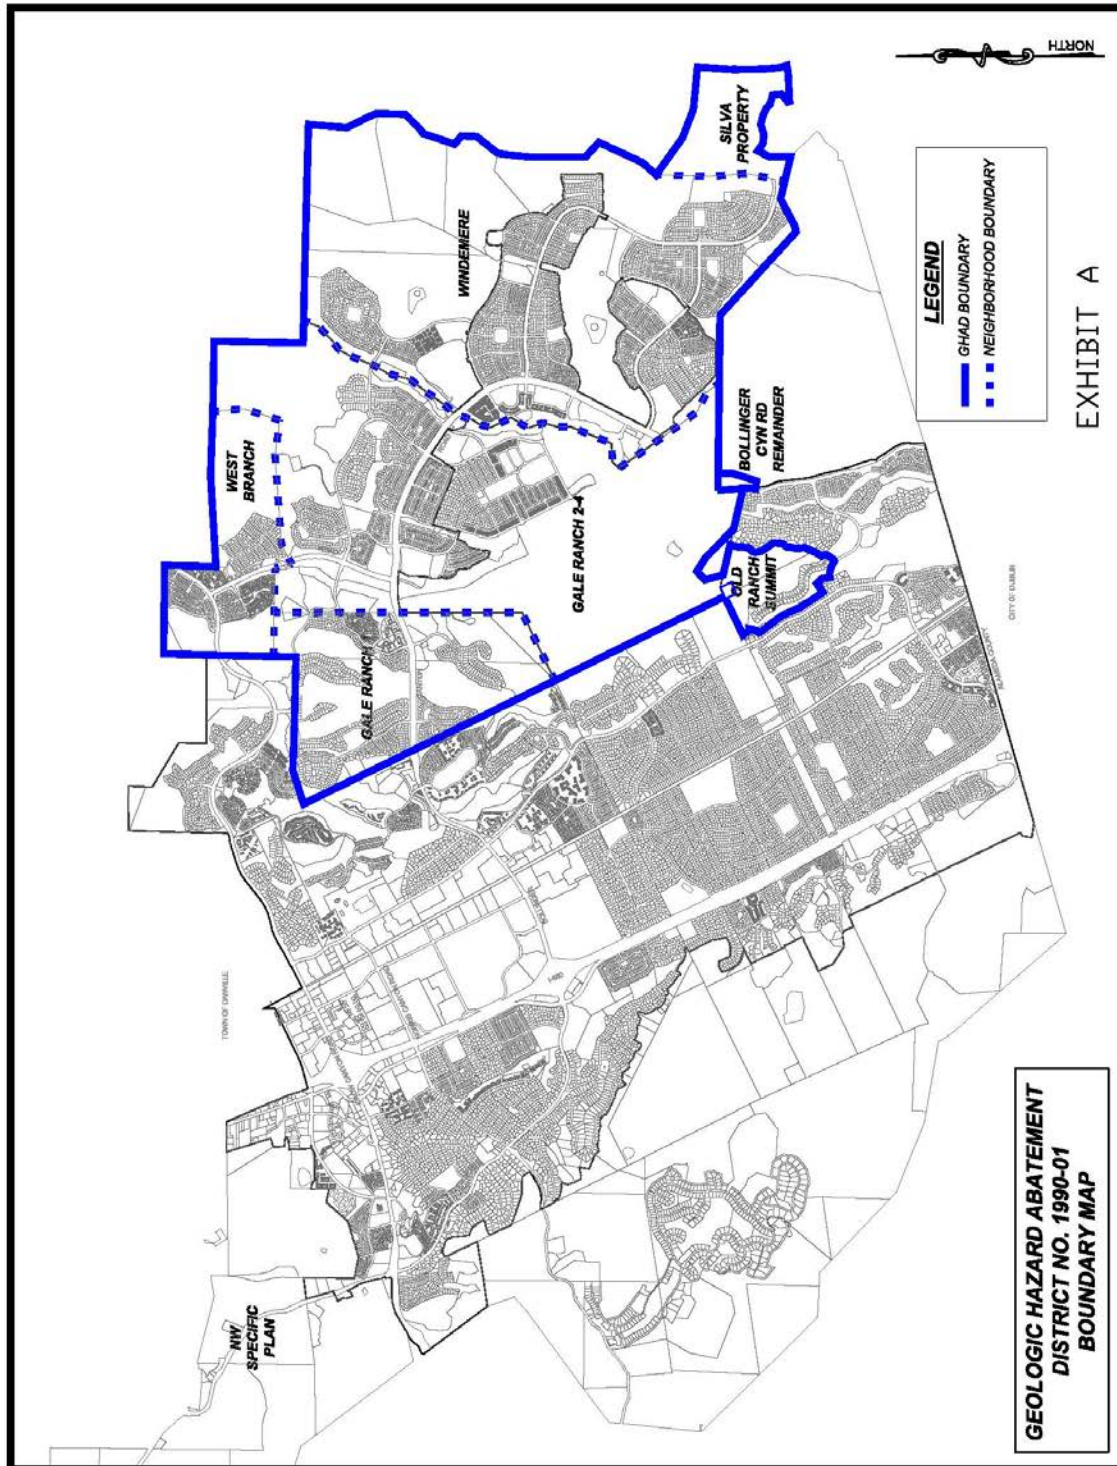 NORTH
SILVA
PROPERTY
WINDEMERE
WEST
BRANCH
LEGEND
GHAD BOUNDARY
NEIGHBORHOOD BOUNDARY
EXHIBIT A
BOLLINGER
CYN RD
REMAINDER
GALE RANCH 2-4
OLD
RANCH
SUMMIT
GALE RANCH 1
CITY OF DUBLIN
TOWN OF DANVILLE
I-680
NW
SPECIFIC
PLAN
GEOLOGIC HAZARD ABATEMENT
DISTRICT NO. 1990-01
BOUNDARY MAP